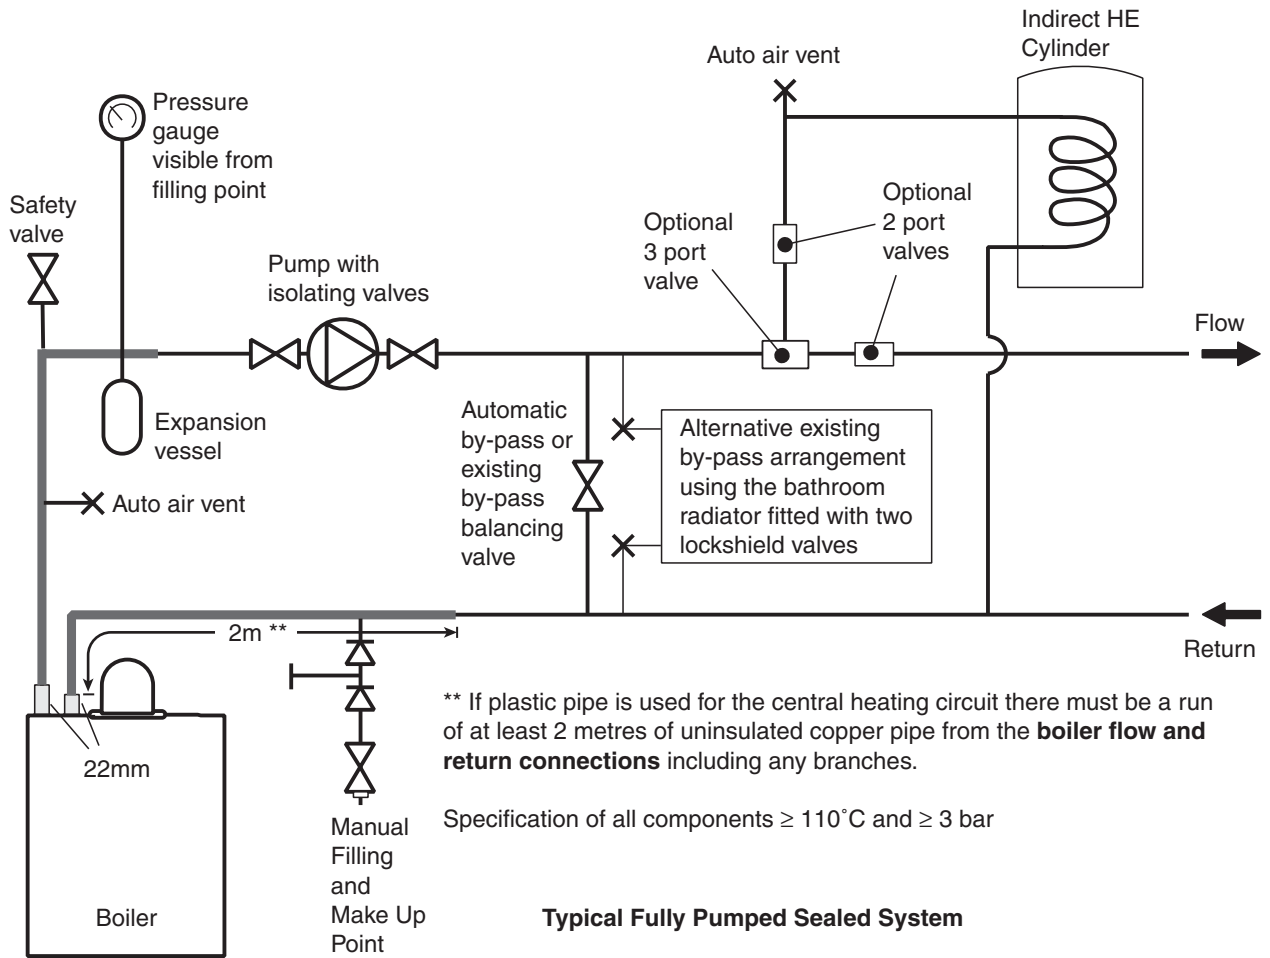 Indirect HE
Cylinder
Auto air vent
Pressure
gauge
visible from
filling point
Safety
valve
Optional
2 port
valves
Optional
3 port
valve
Pump with
isolating valves
Flow
Expansion
vessel
Automatic
by-pass or
existing
by-pass
balancing
valve
Alternative existing
by-pass arrangement
using the bathroom
radiator fitted with two
lockshield valves
Auto air vent
2m **
Return
** If plastic pipe is used for the central heating circuit there must be a run
of at least 2 metres of uninsulated copper pipe from the boiler flow and
return connections including any branches.
22mm
Specification of all components ≥ 110˚C and ≥ 3 bar
Manual
Filling
and
Make Up
Point
Boiler
Typical Fully Pumped Sealed System